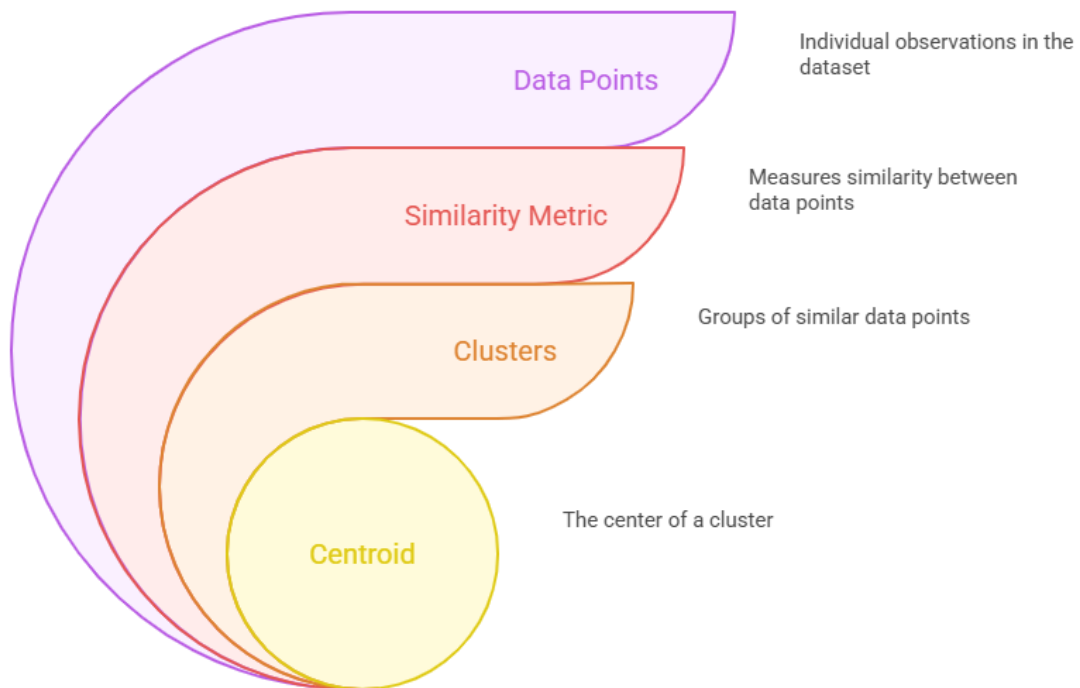 Data Points
Individual observations in the
dataset
Similarity Metric
Measures similarity between
data points
Clusters
Groups of similar data points
Centroid
The center of a cluster